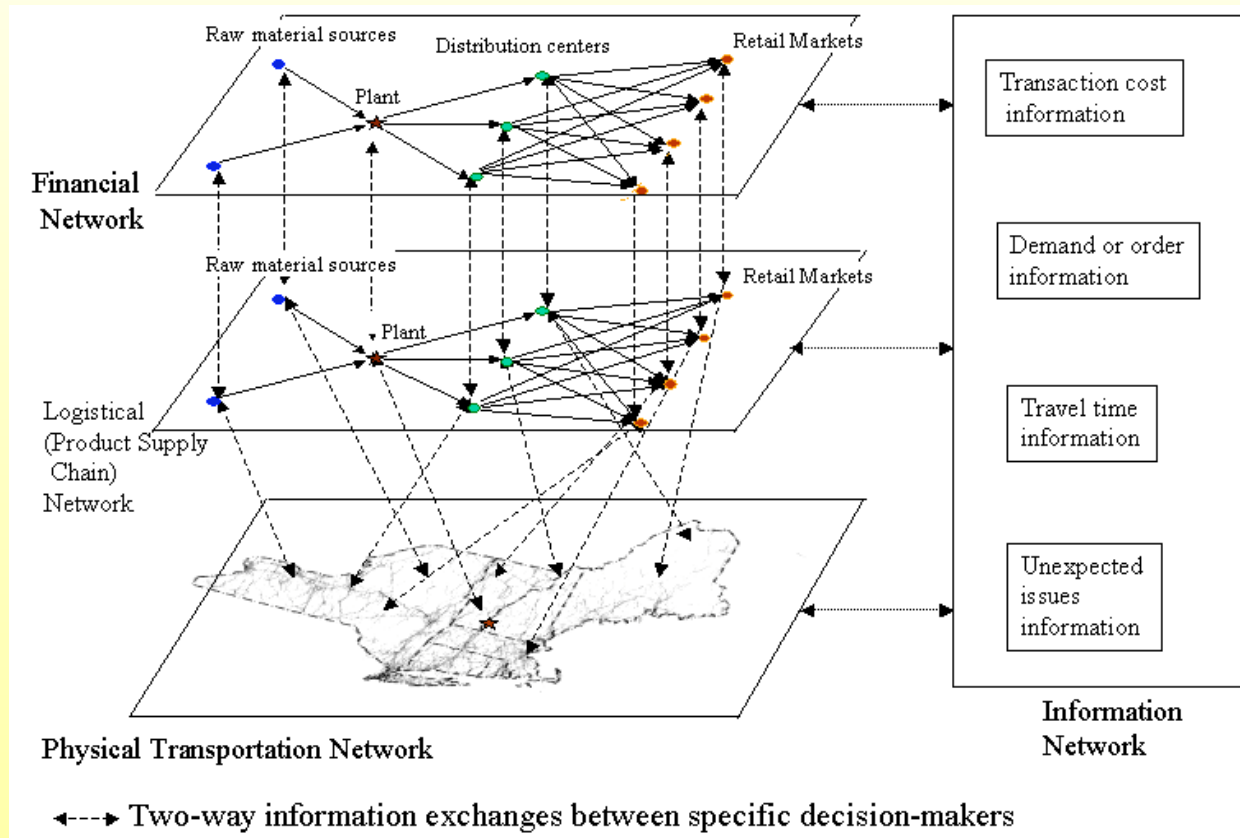 Raw material sources
Distribution centers
Retail Markets
Plant
Financial
Network
Raw material sources
Retail Markets
Plant
Logistical
(Product Supply
Chain)
Network
Physical Transportation Network
Transaction cost
information
Demand or order
information
Travel time
information
Unexpected
issues
information
Information
Network
Two-way information exchanges between specific decision-makers